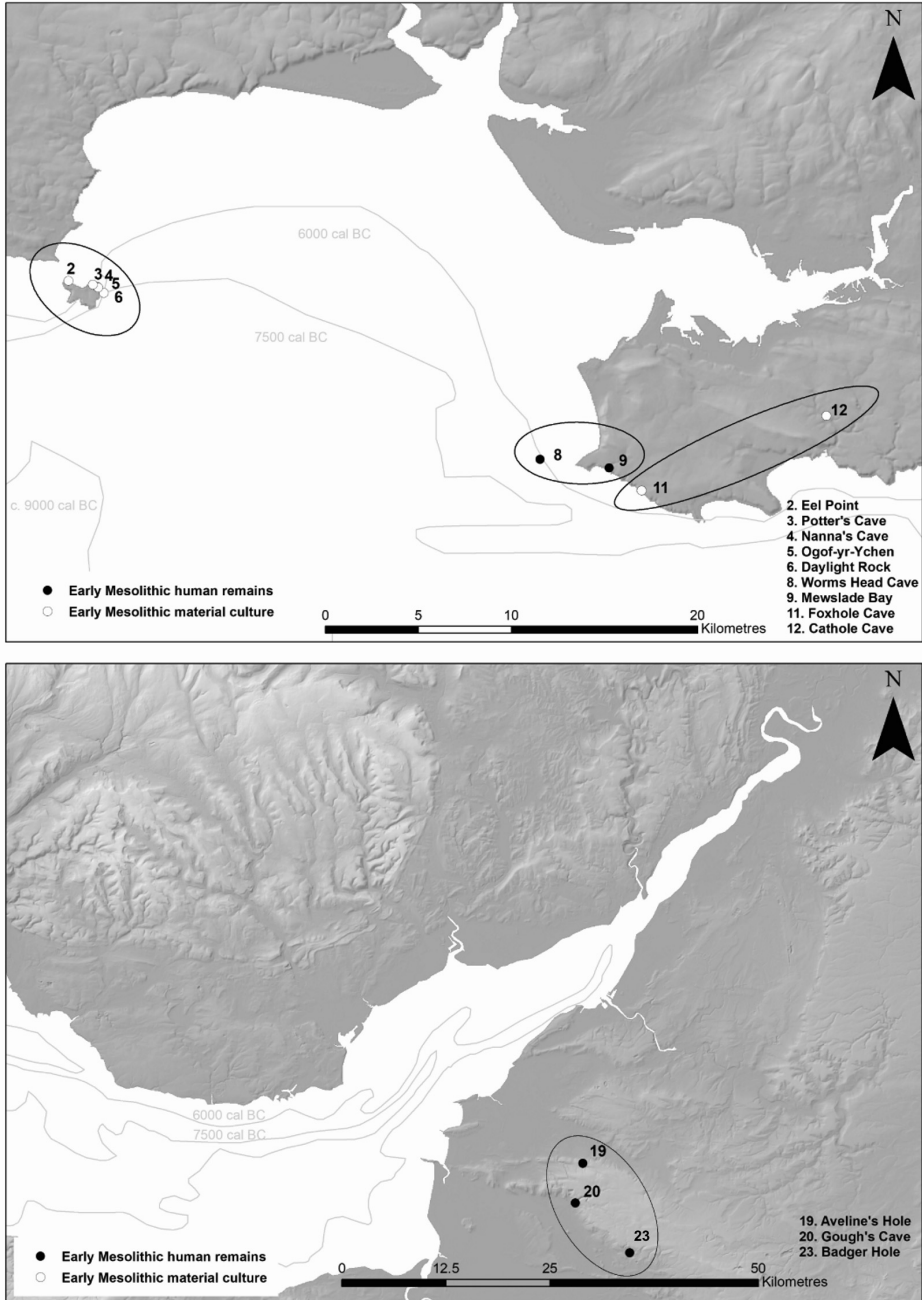 N
6000 cal BC
2
3
4
5
6
7500 cal BC
12
8
9
11
c. 9000 cal BC
2. Eel Point
3. Potter's Cave
4. Nanna's Cave
5. Ogof-yr-Ychen
6. Daylight Rock
8. Worms Head Cave
9. Mewslade Bay
11. Foxhole Cave
12. Cathole Cave
Early Mesolithic human remains
Early Mesolithic material culture
0 5 10 20
Kilometres
N
6000 cal BC
7500 cal BC
19
20
23
19. Aveline's Hole
20. Gough's Cave
23. Badger Hole
Early Mesolithic human remains
Early Mesolithic material culture
0 12.5 25 50
Kilometres